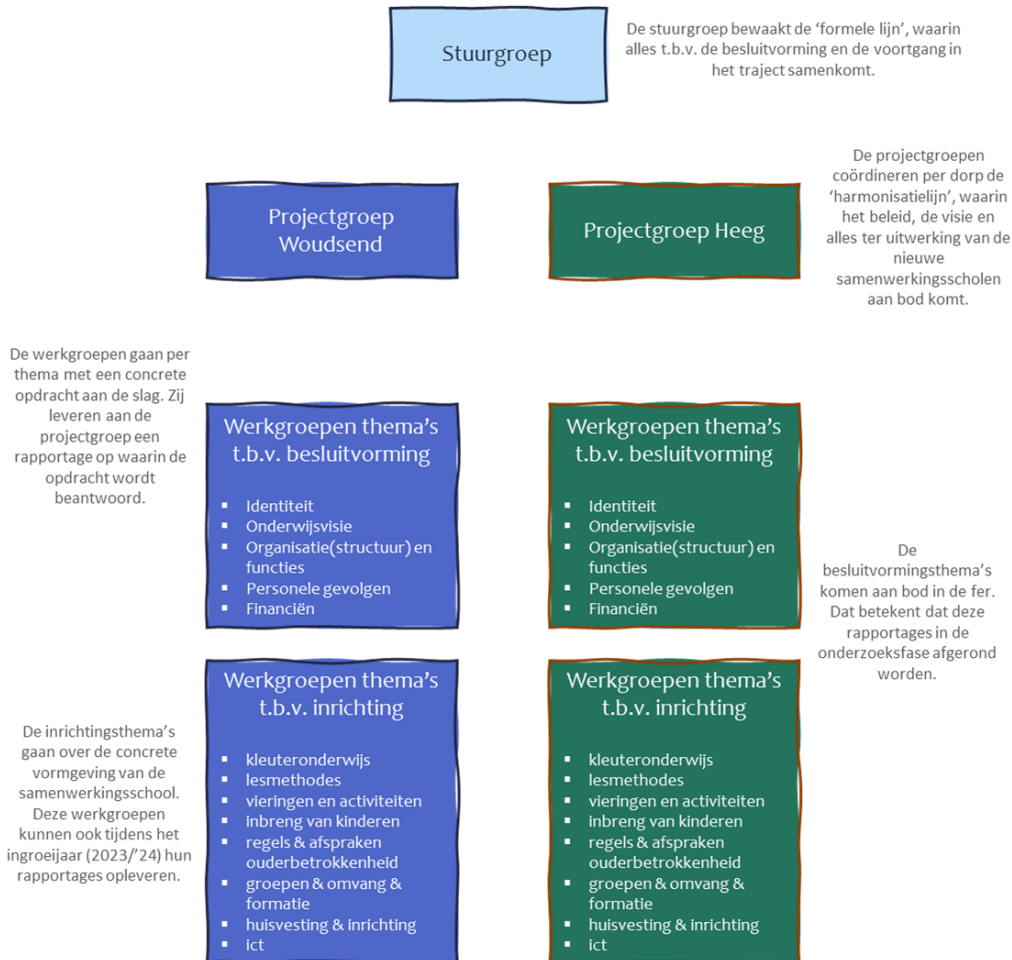 Stuurgroep
De stuurgroep bewaakt de ‘formele lijn’, waarin
alles t.b.v. de besluitvorming en de voortgang in
het traject samenkomt.
Projectgroep
Woudsend
Projectgroep Heeg
De projectgroepen
coördineren per dorp de
‘harmonisatielijn’, waarin
het beleid, de visie en
alles ter uitwerking van de
nieuwe
samenwerkingsscholen
aan bod komt.
De werkgroepen gaan per
thema met een concrete
opdracht aan de slag. Zij
leveren aan de
projectgroep een
rapportage op waarin de
opdracht wordt
beantwoord.
Werkgroepen thema’s
t.b.v. besluitvorming
▪ Identiteit
▪ Onderwijsvisie
▪ Organisatie(structuur) en
functies
▪ Personele gevolgen
▪ Financiën
Werkgroepen thema’s
t.b.v. besluitvorming
▪ Identiteit
▪ Onderwijsvisie
▪ Organisatie(structuur) en
functies
▪ Personele gevolgen
▪ Financiën
De
besluitvormingsthema’s
komen aan bod in de fer.
Dat betekent dat deze
rapportages in de
onderzoeksfase afgerond
worden.
De inrichtingsthema’s
gaan over de concrete
vormgeving van de
samenwerkingsschool.
Deze werkgroepen
kunnen ook tijdens het
ingroeijaar (2023/’24) hun
rapportages opleveren.
Werkgroepen thema’s
t.b.v. inrichting
▪ kleuteronderwijs
▪ lesmethodes
▪ vieringen en activiteiten
▪ inbreng van kinderen
▪ regels & afspraken
ouderbetrokkenheid
▪ groepen & omvang &
formatie
▪ huisvesting & inrichting
▪ ict
Werkgroepen thema’s
t.b.v. inrichting
▪ kleuteronderwijs
▪ lesmethodes
▪ vieringen en activiteiten
▪ inbreng van kinderen
▪ regels & afspraken
ouderbetrokkenheid
▪ groepen & omvang &
formatie
▪ huisvesting & inrichting
▪ ict